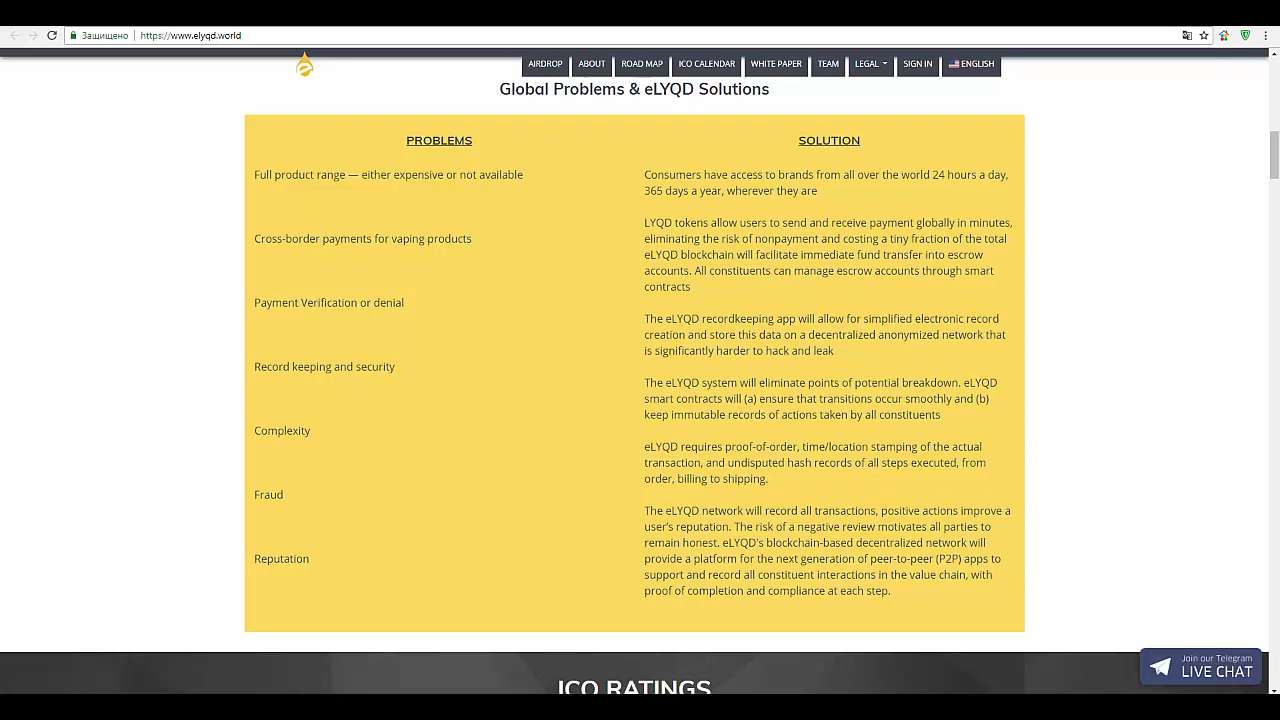 Защищено https://www.elyqd.world
AIRDROP ABOUT ROAD MAP ICO CALENDAR WHITE PAPER TEAM LEGAL SIGN IN ENGLISH
Global Problems & eLYQD Solutions
PROBLEMS
Full product range — either expensive or not available
Cross-border payments for vaping products
Payment Verification or denial
Record keeping and security
Complexity
Fraud
Reputation
SOLUTION
Consumers have access to brands from all over the world 24 hours a day,
365 days a year, wherever they are
LYQD tokens allow users to send and receive payment globally in minutes,
eliminating the risk of nonpayment and costing a tiny fraction of the total
eLYQD blockchain will facilitate immediate fund transfer into escrow
accounts. All constituents can manage escrow accounts through smart
contracts
The eLYQD recordkeeping app will allow for simplified electronic record
creation and store this data on a decentralized anonymized network that
is significantly harder to hack and leak
The eLYQD system will eliminate points of potential breakdown. eLYQD
smart contracts will (a) ensure that transitions occur smoothly and (b)
keep immutable records of actions taken by all constituents
eLYQD requires proof-of-order, time/location stamping of the actual
transaction, and undisputed hash records of all steps executed, from
order, billing to shipping.
The eLYQD network will record all transactions, positive actions improve a
user's reputation. The risk of a negative review motivates all parties to
remain honest. eLYQD's blockchain-based decentralized network will
provide a platform for the next generation of peer-to-peer (P2P) apps to
support and record all constituent interactions in the value chain, with
proof of completion and compliance at each step.
Join our Telegram
LIVE CHAT
ICO RATINGS